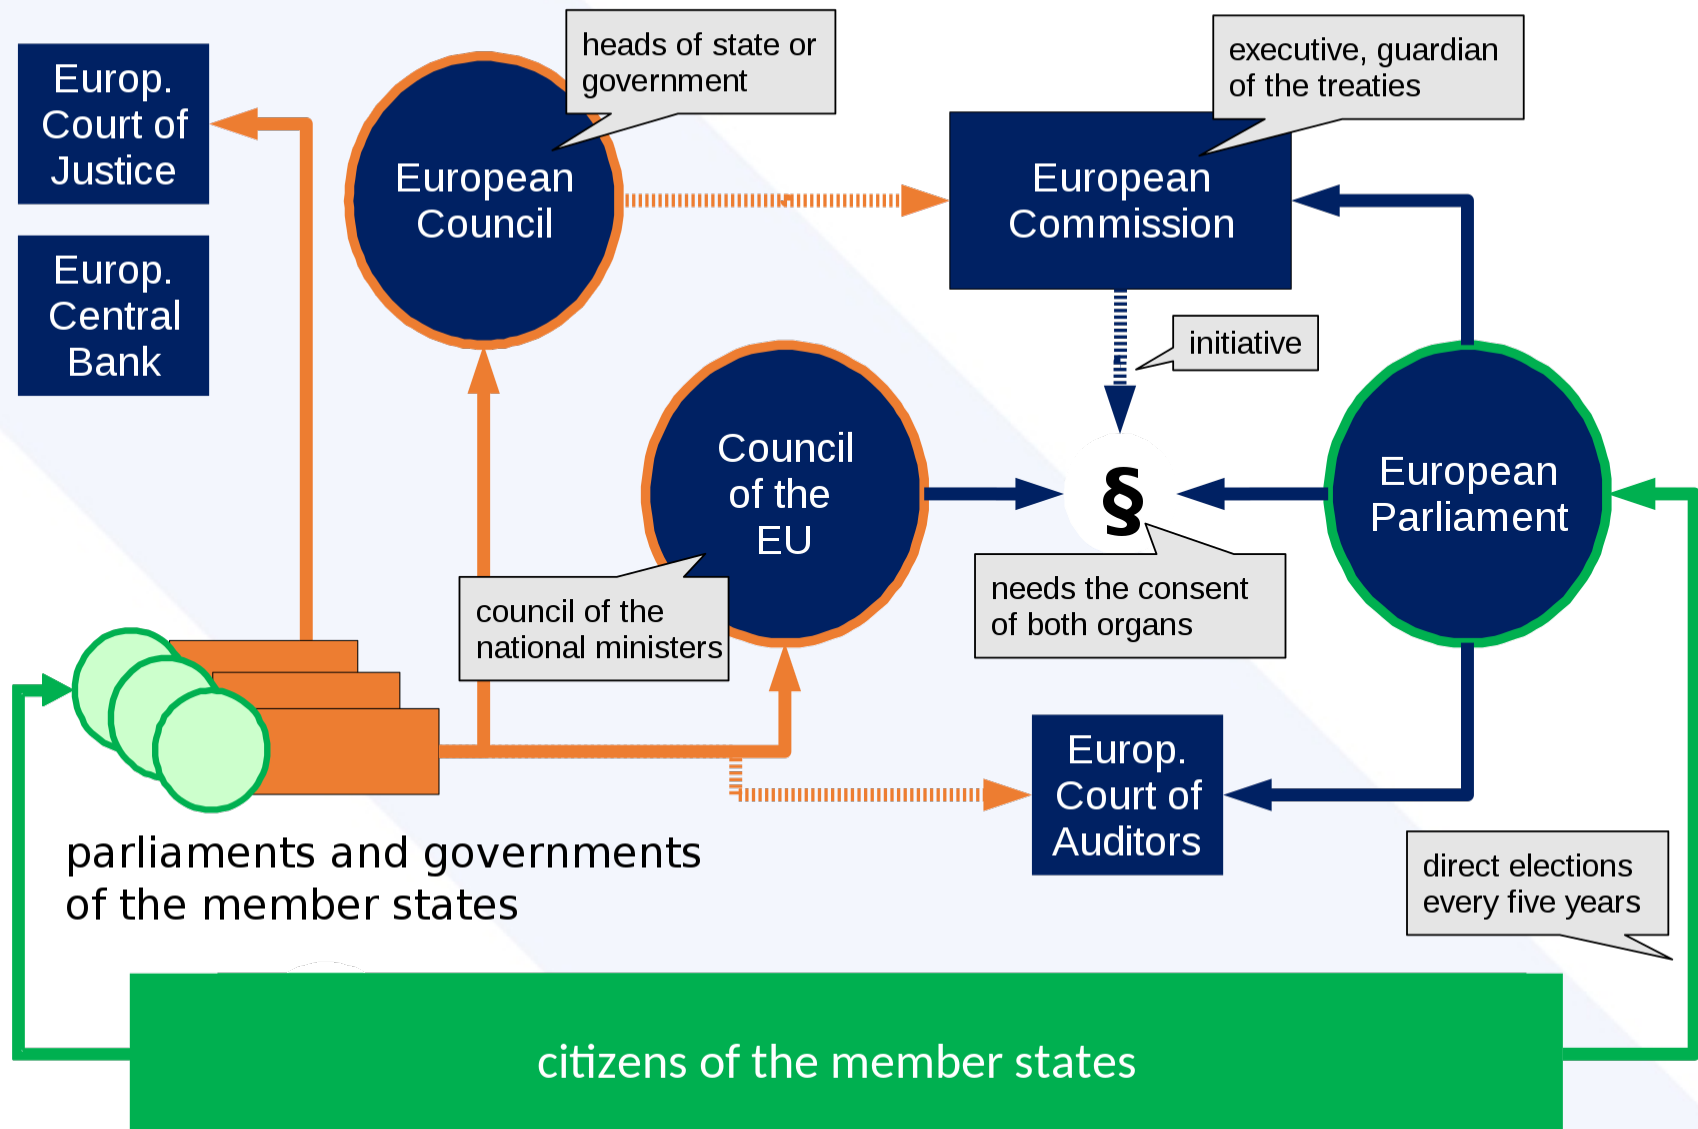 heads of state or
government
executive, guardian
of the treaties
Europ.
Court of
Justice
European
Council
European
Commission
Europ.
Central
Bank
initiative
Council
of the
EU
§
European
Parliament
council of the
national ministers
needs the consent
of both organs
Europ.
Court of
Auditors
parliaments and governments
of the member states
direct elections
every five years
citizens of the member states